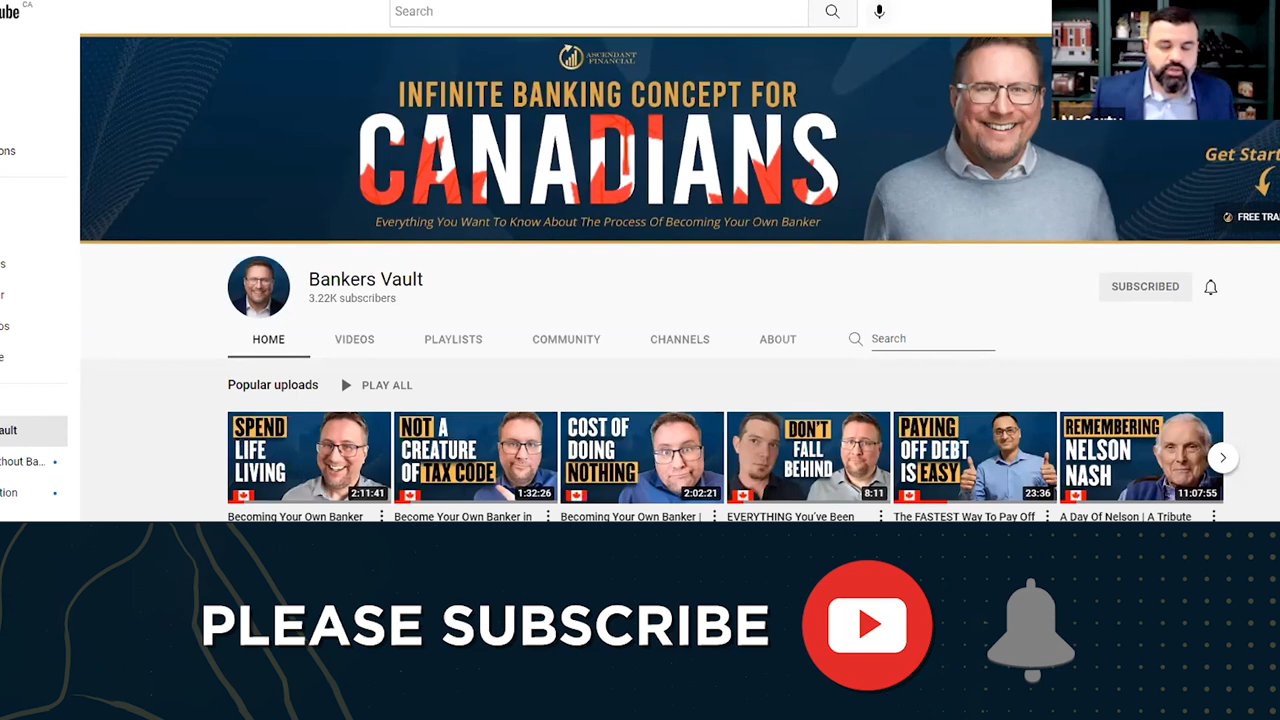 ube CA
Search
ASCENDANT
FINANCIAL
INFINITE BANKING CONCEPT FOR
CANADIANS
Everything You Want To Know About The Process Of Becoming Your Own Banker
McCarty
Get Start
FREE TRA
ons
s
r
os
e
ault
thout Ba...
tion
Bankers Vault
3.22K subscribers
SUBSCRIBED
HOME
VIDEOS
PLAYLISTS
COMMUNITY
CHANNELS
ABOUT
Search
Popular uploads
PLAY ALL
SPEND
LIFE
LIVING
2:11:41
NOT A
CREATURE
OF TAX CODE
1:32:26
COST OF
DOING
NOTHING
2:02:21
DON'T
FALL
BEHIND
8:11
PAYING
OFF DEBT
IS EASY
23:36
REMEMBERING
NELSON
NASH
11:07:55
Becoming Your Own Banker
Become Your Own Banker in
Becoming Your Own Banker |
EVERYTHING You've Been
The FASTEST Way To Pay Off
A Day Of Nelson | A Tribute
PLEASE SUBSCRIBE